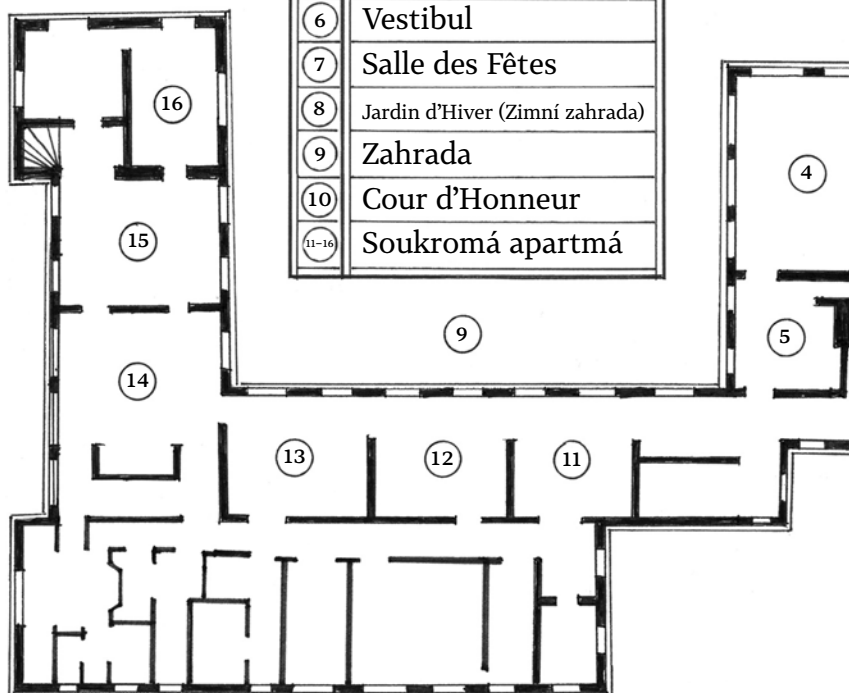 6 Vestibul
7 Salle des Fêtes
8 Jardin d'Hiver (Zimní zahrada)
9 Zahrada
10 Cour d'Honneur
11–16 Soukromá apartmá
16
4
15
9
5
14
13
12
11